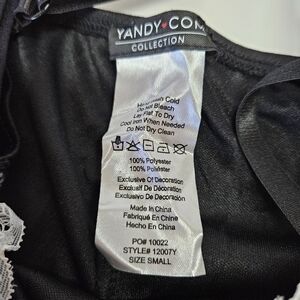 YANDY♥COM
COLLECTION
Hand Wash Cold
Do Not Bleach
Lay Flat To Dry
Cool Iron When Needed
Do Not Dry Clean
100% Polyester
100% Poliéster
Exclusive Of Decoration
Exclusif De Décoration
Exclusivo De Decoración
Made In China
Fabriqué En Chine
Hecho En China
PO# 10022
STYLE# 12007Y
SIZE SMALL